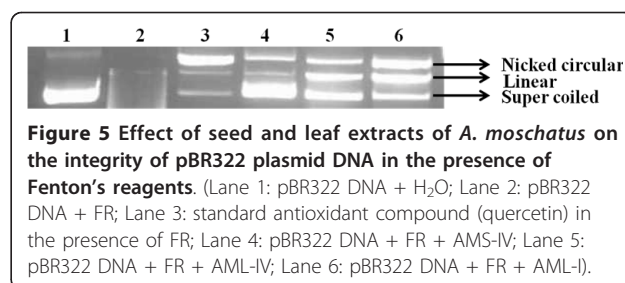 1 2 3 4 5 6
Nicked circular
Linear
Super coiled
Figure 5 Effect of seed and leaf extracts of A. moschatus on
the integrity of pBR322 plasmid DNA in the presence of
Fenton's reagents. (Lane 1: pBR322 DNA + H₂O; Lane 2: pBR322
DNA + FR; Lane 3: standard antioxidant compound (quercetin) in
the presence of FR; Lane 4: pBR322 DNA + FR + AMS-IV; Lane 5:
pBR322 DNA + FR + AML-IV; Lane 6: pBR322 DNA + FR + AML-I).